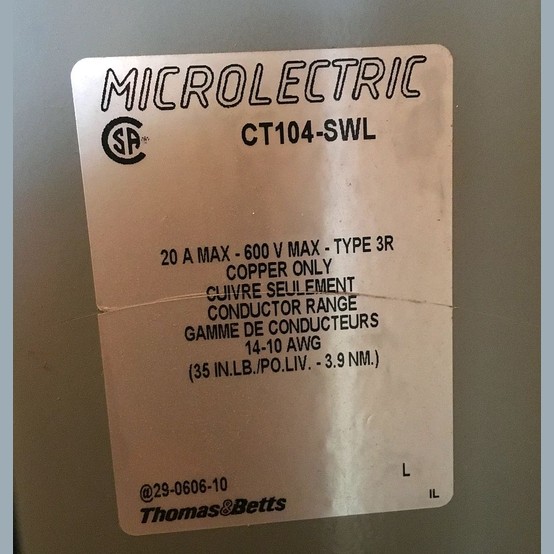 MICROLECTRIC
CSA
CT104-SWL
20 A MAX - 600 V MAX - TYPE 3R
COPPER ONLY
CUIVRE SEULEMENT
CONDUCTOR RANGE
GAMME DE CONDUCTEURS
14-10 AWG
(35 IN.LB./PO.LIV. - 3.9 NM.)
L
@29-0606-10
IL
Thomas&Betts